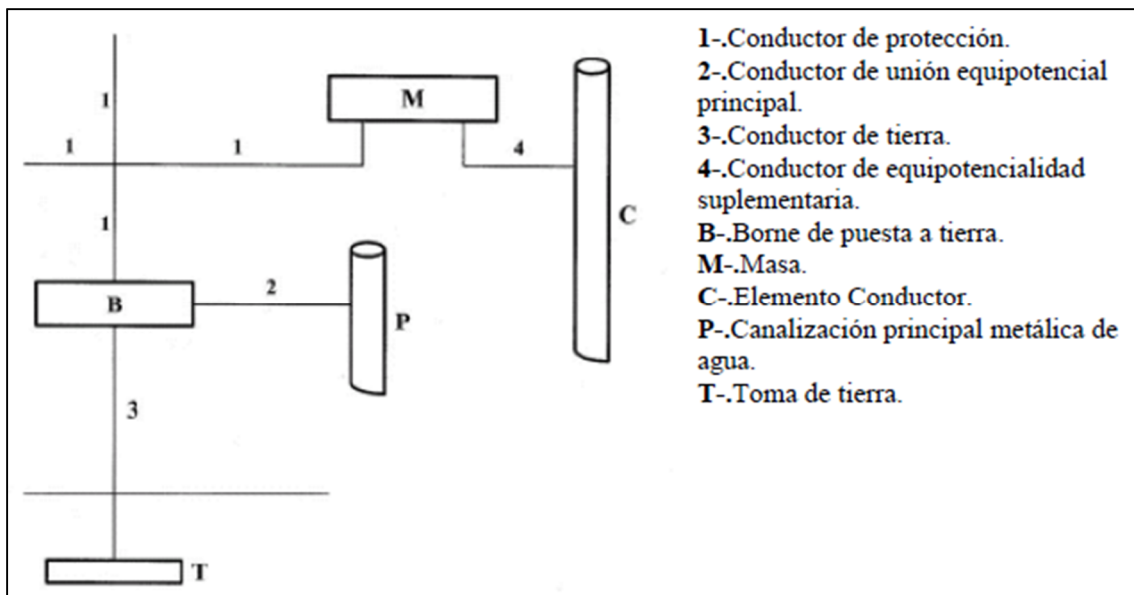 1-.Conductor de protección.
2-.Conductor de unión equipotencial
principal.
3-.Conductor de tierra.
4-.Conductor de equipotencialidad
suplementaria.
B-.Borne de puesta a tierra.
M-.Masa.
C-.Elemento Conductor.
P-.Canalización principal metálica de
agua.
T-.Toma de tierra.
1
M
1
1
4
C
1
2
B
P
3
T